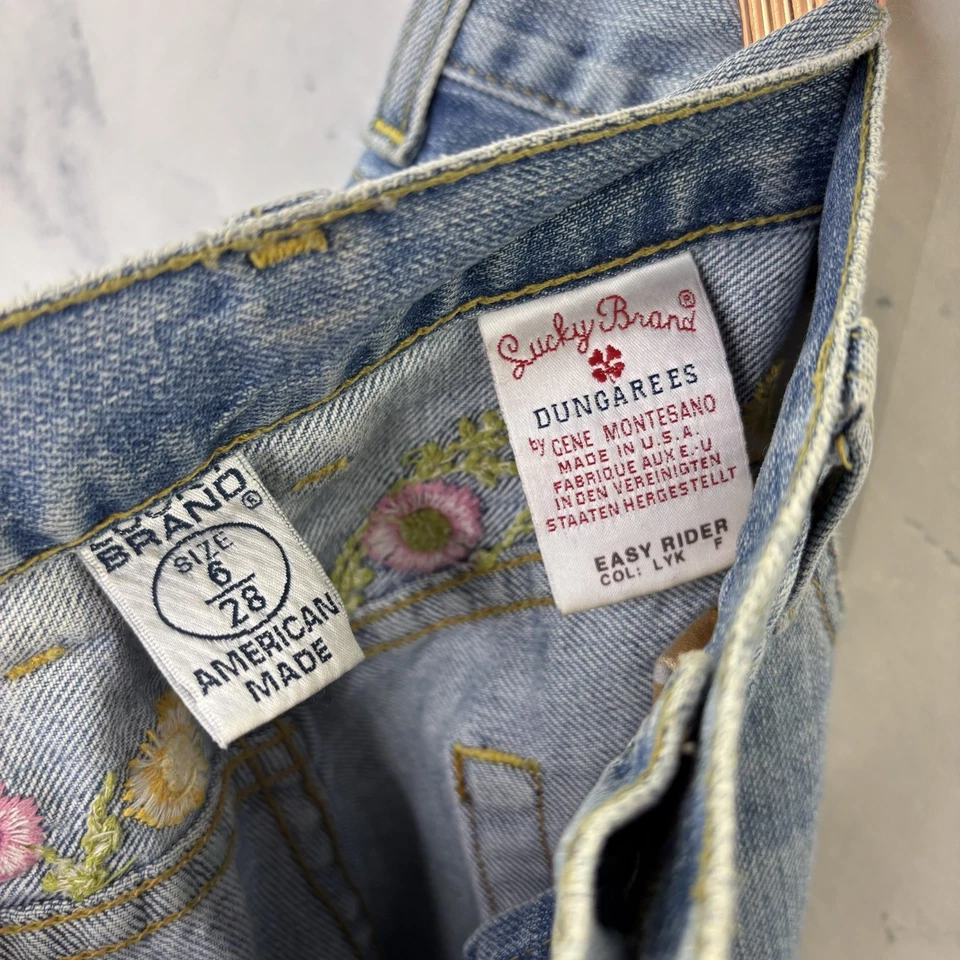 BRAND®
SIZE
6
28
AMERICAN
MADE
Lucky Brand®
DUNGAREES
by GENE MONTESANO
MADE IN U.S.A.
FABRIQUE AUX E.-U
IN DEN VEREINIGTEN
STAATEN HERGESTELLT
EASY RIDER
COL: LYK F